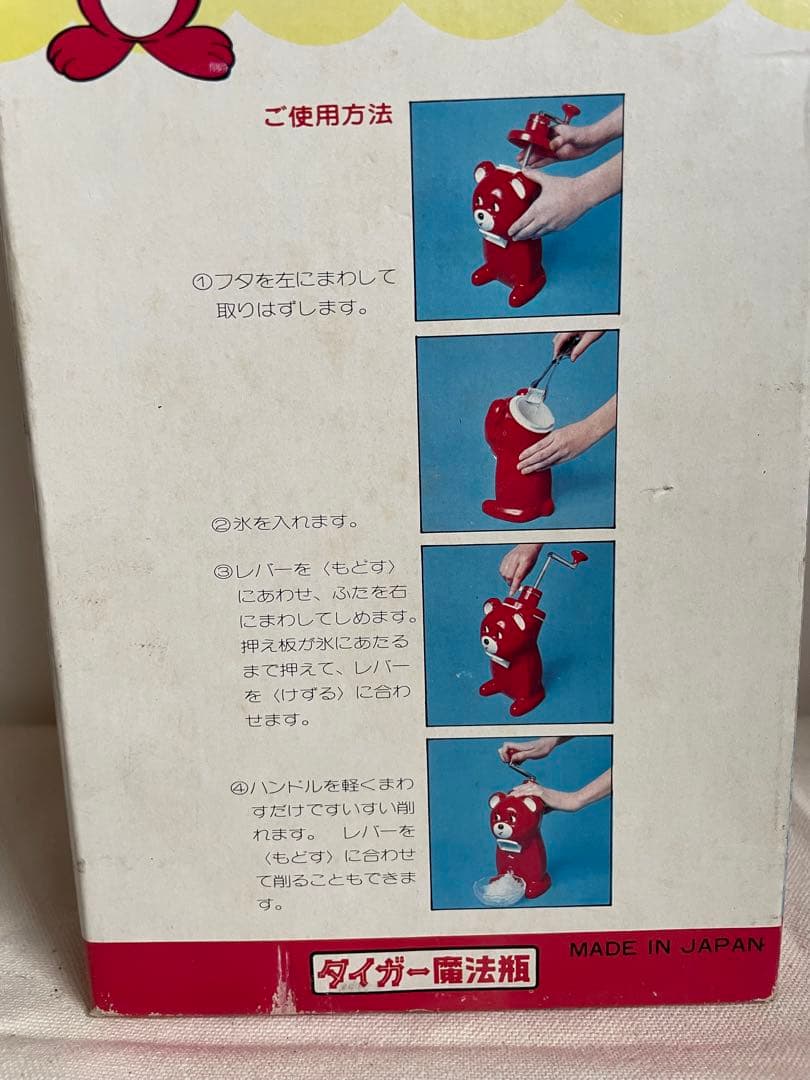 ご使用方法
①フタを左にまわして
取りはずします。
②氷を入れます。
③レバーを〈もどす〉
にあわせ、ふたを右
にまわしてしめます。
押え板が氷にあたる
まで押えて、レバー
を〈けずる〉に合わ
せます。
④ハンドルを軽くまわ
すだけですいすい削
れます。 レバーを
〈もどす〉に合わせ
て削ることもできま
す。
MADE IN JAPAN
タイガー魔法瓶